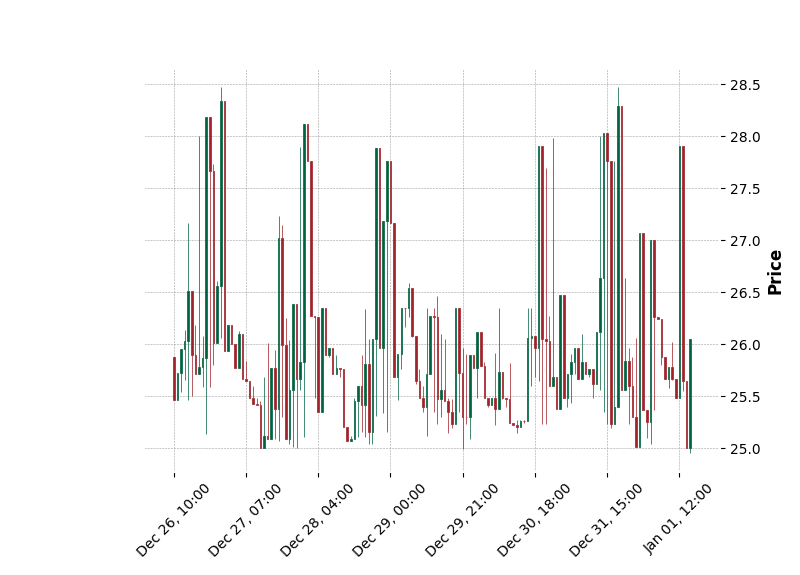 28.5
28.0
27.5
27.0
26.5
26.0
25.5
25.0
Price
Dec 26, 10:00
Dec 27, 07:00
Dec 28, 04:00
Dec 29, 00:00
Dec 29, 21:00
Dec 30, 18:00
Dec 31, 15:00
Jan 01, 12:00